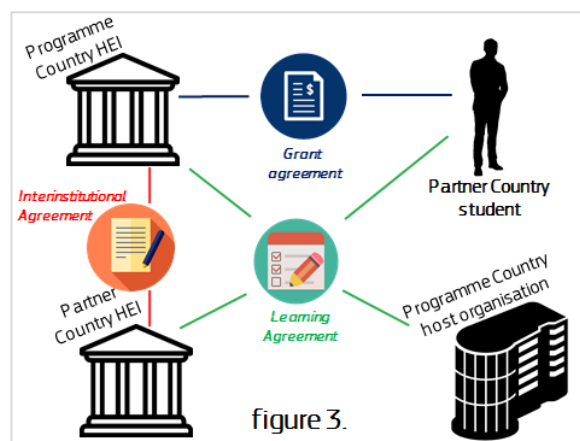 Programme
Country HEI
Grant
agreement
Partner Country
student
Interinstitutional
Agreement
Partner
Country HEI
Learning
Agreement
Programme Country
host organisation
figure 3.